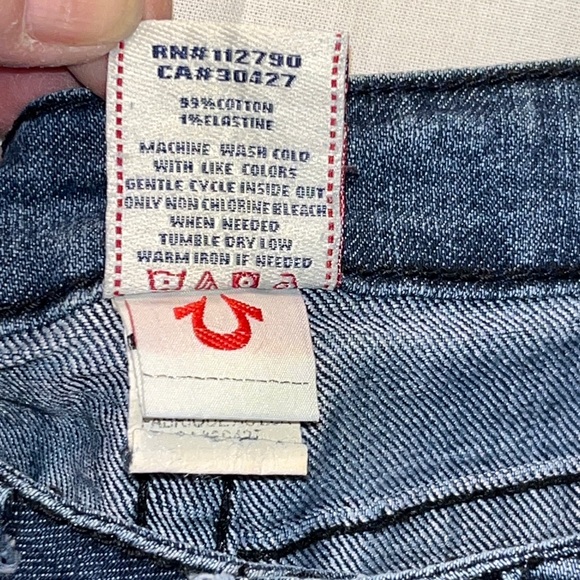 RN#112790
CA#30427
99%COTTON
1%ELASTINE
MACHINE WASH COLD
WITH LIKE COLORS
GENTLE CYCLE INSIDE OUT
ONLY NON CHLORINE BLEACH
WHEN NEEDED
TUMBLE DRY LOW
WARM IRON IF NEEDED